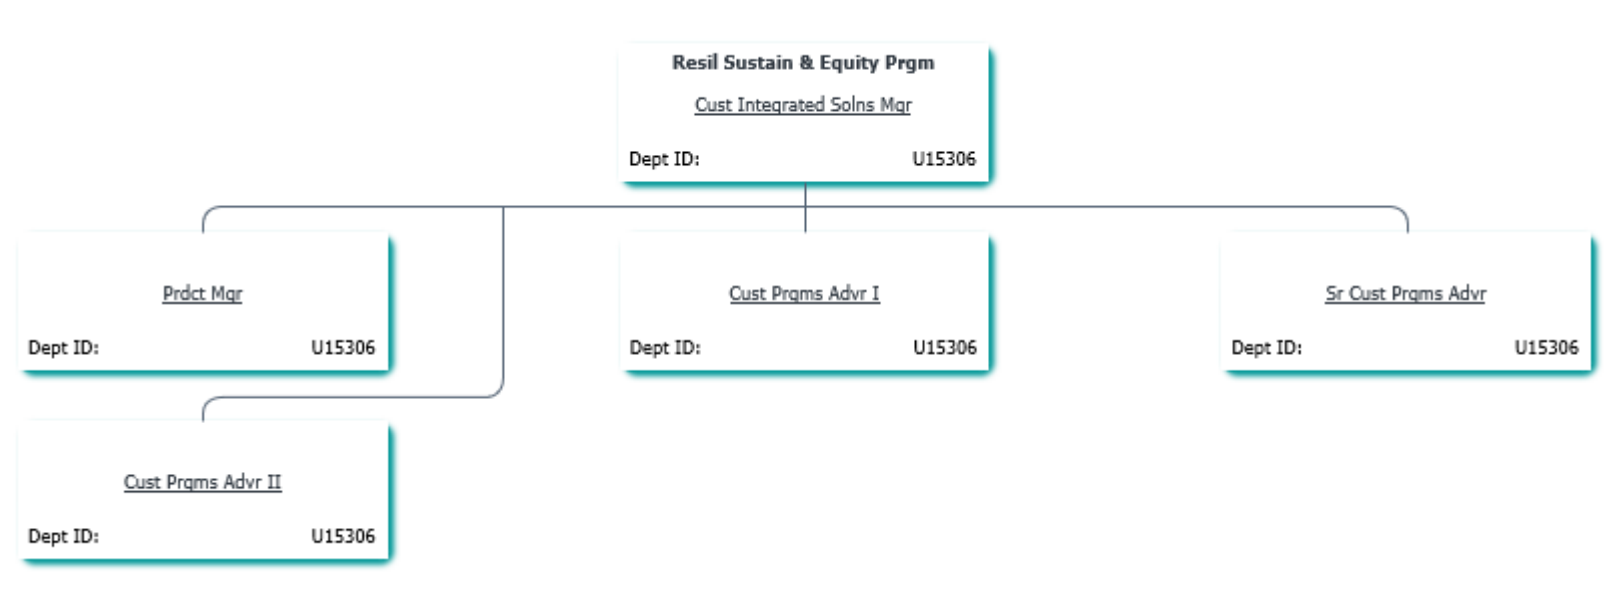 Resil Sustain & Equity Prgm
Cust Integrated Solns Mgr
Dept ID: U15306
Prdct Mgr
Dept ID: U15306
Cust Prgms Advr I
Dept ID: U15306
Sr Cust Prgms Advr
Dept ID: U15306
Cust Prgms Advr II
Dept ID: U15306